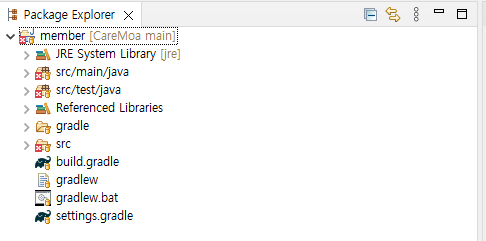 Package Explorer
member [CareMoa main]
JRE System Library [jre]
src/main/java
src/test/java
Referenced Libraries
gradle
src
build.gradle
gradlew
gradlew.bat
settings.gradle